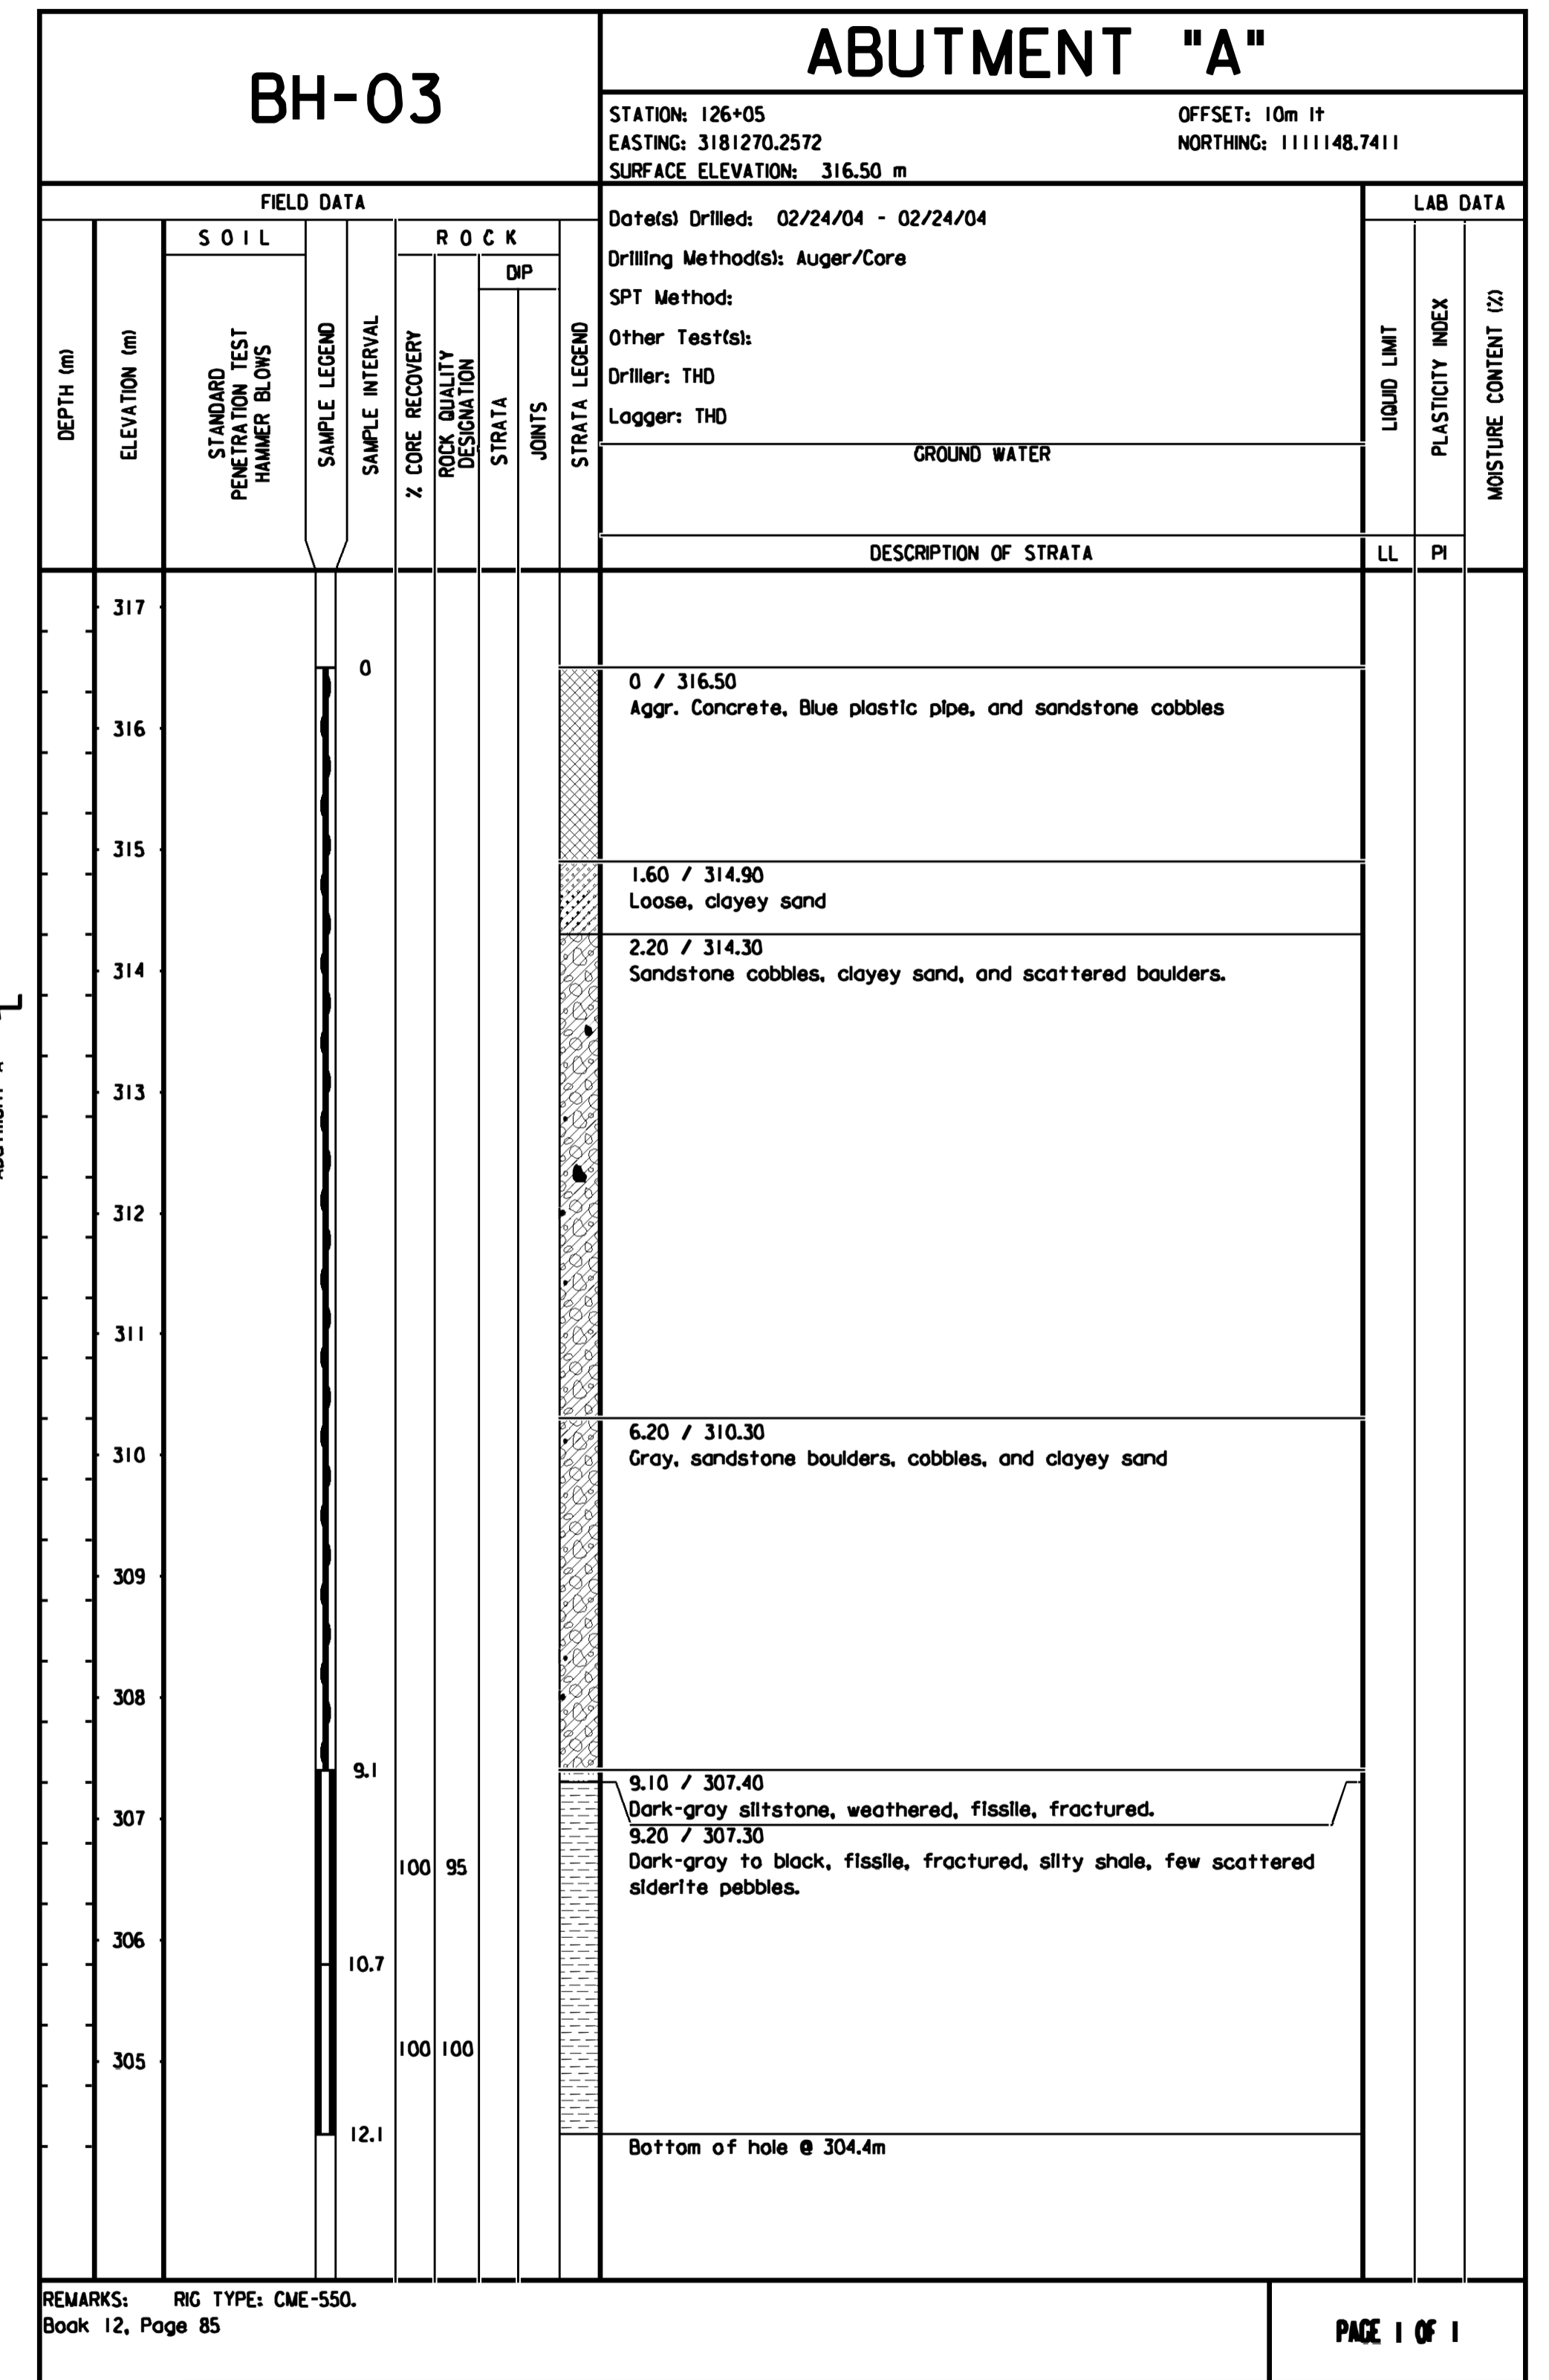 BH-03
ABUTMENT "A"
STATION: 126+05
OFFSET: 10m lt
EASTING: 3181270.2572
NORTHING: 1111148.7411
SURFACE ELEVATION: 316.50 m
FIELD DATA
SOIL
ROCK
DIP
DEPTH (m)
ELEVATION (m)
STANDARD
PENETRATION TEST
HAMMER BLOWS
SAMPLE LEGEND
SAMPLE INTERVAL
% CORE RECOVERY
ROCK QUALITY
DESIGNATION
STRATA
JOINTS
STRATA LEGEND
Date(s) Drilled: 02/24/04 - 02/24/04
Drilling Method(s): Auger/Core
SPT Method:
Other Test(s):
Driller: THD
Lagger: THD
GROUND WATER
DESCRIPTION OF STRATA
LAB DATA
LIQUID LIMIT
PLASTICITY INDEX
MOISTURE CONTENT (%)
LL
PI
317
0
0 / 316.50
Aggr. Concrete, Blue plastic pipe, and sandstone cobbles
316
315
1.60 / 314.90
Loose, clayey sand
2.20 / 314.30
Sandstone cobbles, clayey sand, and scattered baulders.
314
313
312
311
6.20 / 310.30
Gray, sandstone boulders, cobbles, and clayey sand
310
309
308
9.1
9.10 / 307.40
Dark-gray siltstone, weathered, fissile, fractured.
307
9.20 / 307.30
Dark-gray to black, fissile, fractured, silty shale, few scattered
siderite pebbles.
100 95
306
10.7
100 100
305
12.1
Bottom of hole @ 304.4m
REMARKS: RIG TYPE: CME-550.
Book 12, Page 85
PAGE 1 OF 1